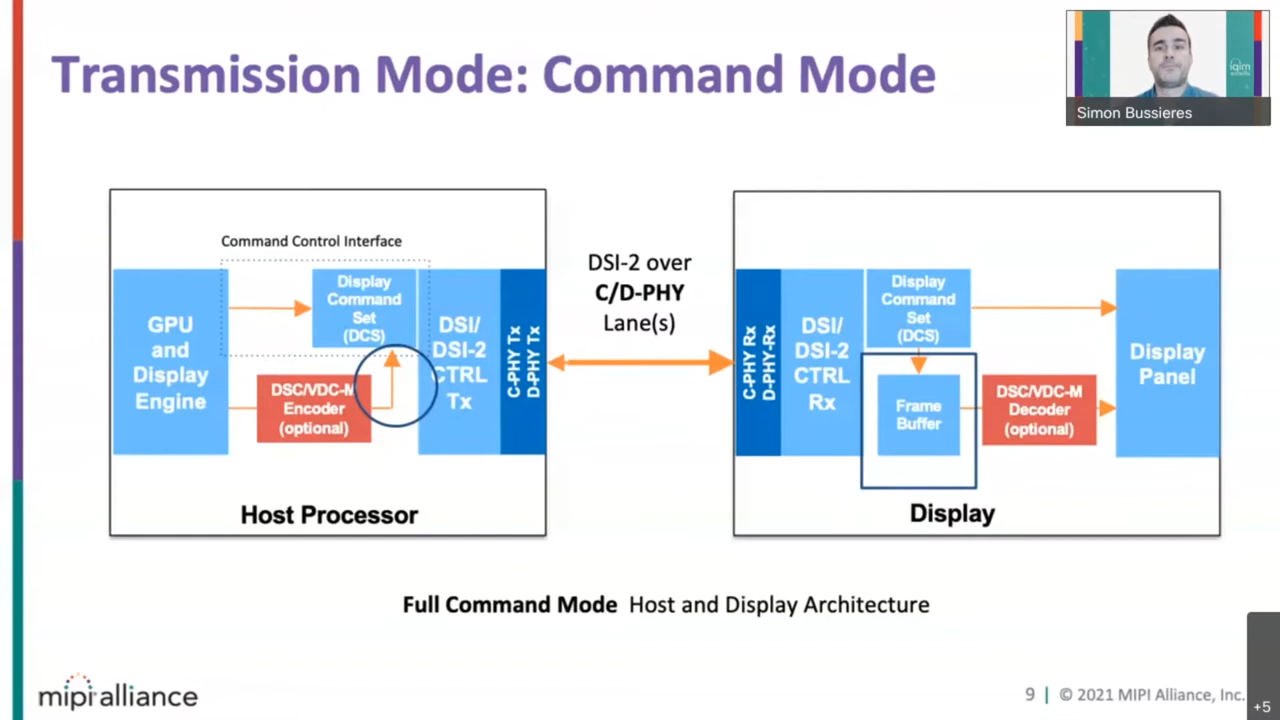 Transmission Mode: Command Mode
iqim
Simon Bussieres
Command Control Interface
GPU
and
Display
Engine
Display
Command
Set
(DCS)
DSC/VDC-M
Encoder
(optional)
DSI/
DSI-2
CTRL
Tx
C-PHY Tx
D-PHY Tx
Host Processor
DSI-2 over
C/D-PHY
Lane(s)
C-PHY Rx
D-PHY-Rx
DSI/
DSI-2
CTRL
Rx
Display
Command
Set
(DCS)
Frame
Buffer
DSC/VDC-M
Decoder
(optional)
Display
Panel
Display
Full Command Mode Host and Display Architecture
mipi alliance
9 | © 2021 MIPI Alliance, Inc.
+5